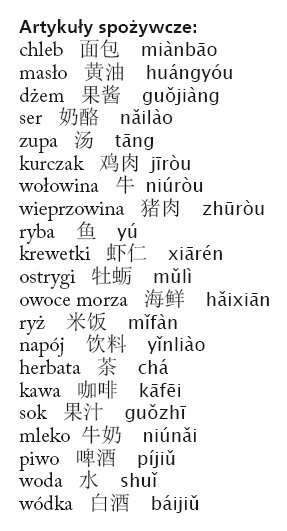 Artykuły spożywcze:
chleb 面包 miànbāo
masło 黄油 huángyóu
dżem 果酱 guǒjiàng
ser 奶酪 nǎilào
zupa 汤 tāng
kurczak 鸡肉 jīròu
wołowina 牛 niúròu
wieprzowina 猪肉 zhūròu
ryba 鱼 yú
krewetki 虾仁 xiārén
ostrygi 牡蛎 mǔlì
owoce morza 海鲜 hǎixiān
ryż 米饭 mǐfàn
napój 饮料 yǐnliào
herbata 茶 chá
kawa 咖啡 kāfēi
sok 果汁 guǒzhī
mleko 牛奶 niúnǎi
piwo 啤酒 píjiǔ
woda 水 shuǐ
wódka 白酒 báijiǔ